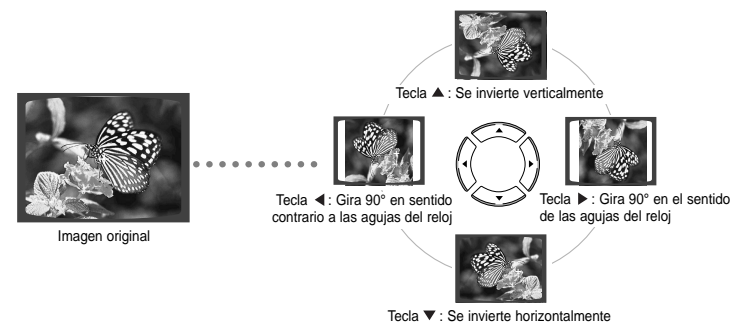 Tecla ▲ : Se invierte verticalmente
Imagen original
Tecla ◀ : Gira 90° en sentido
contrario a las agujas del reloj
Tecla ▶ : Gira 90° en el sentido
de las agujas del reloj
Tecla ▼ : Se invierte horizontalmente